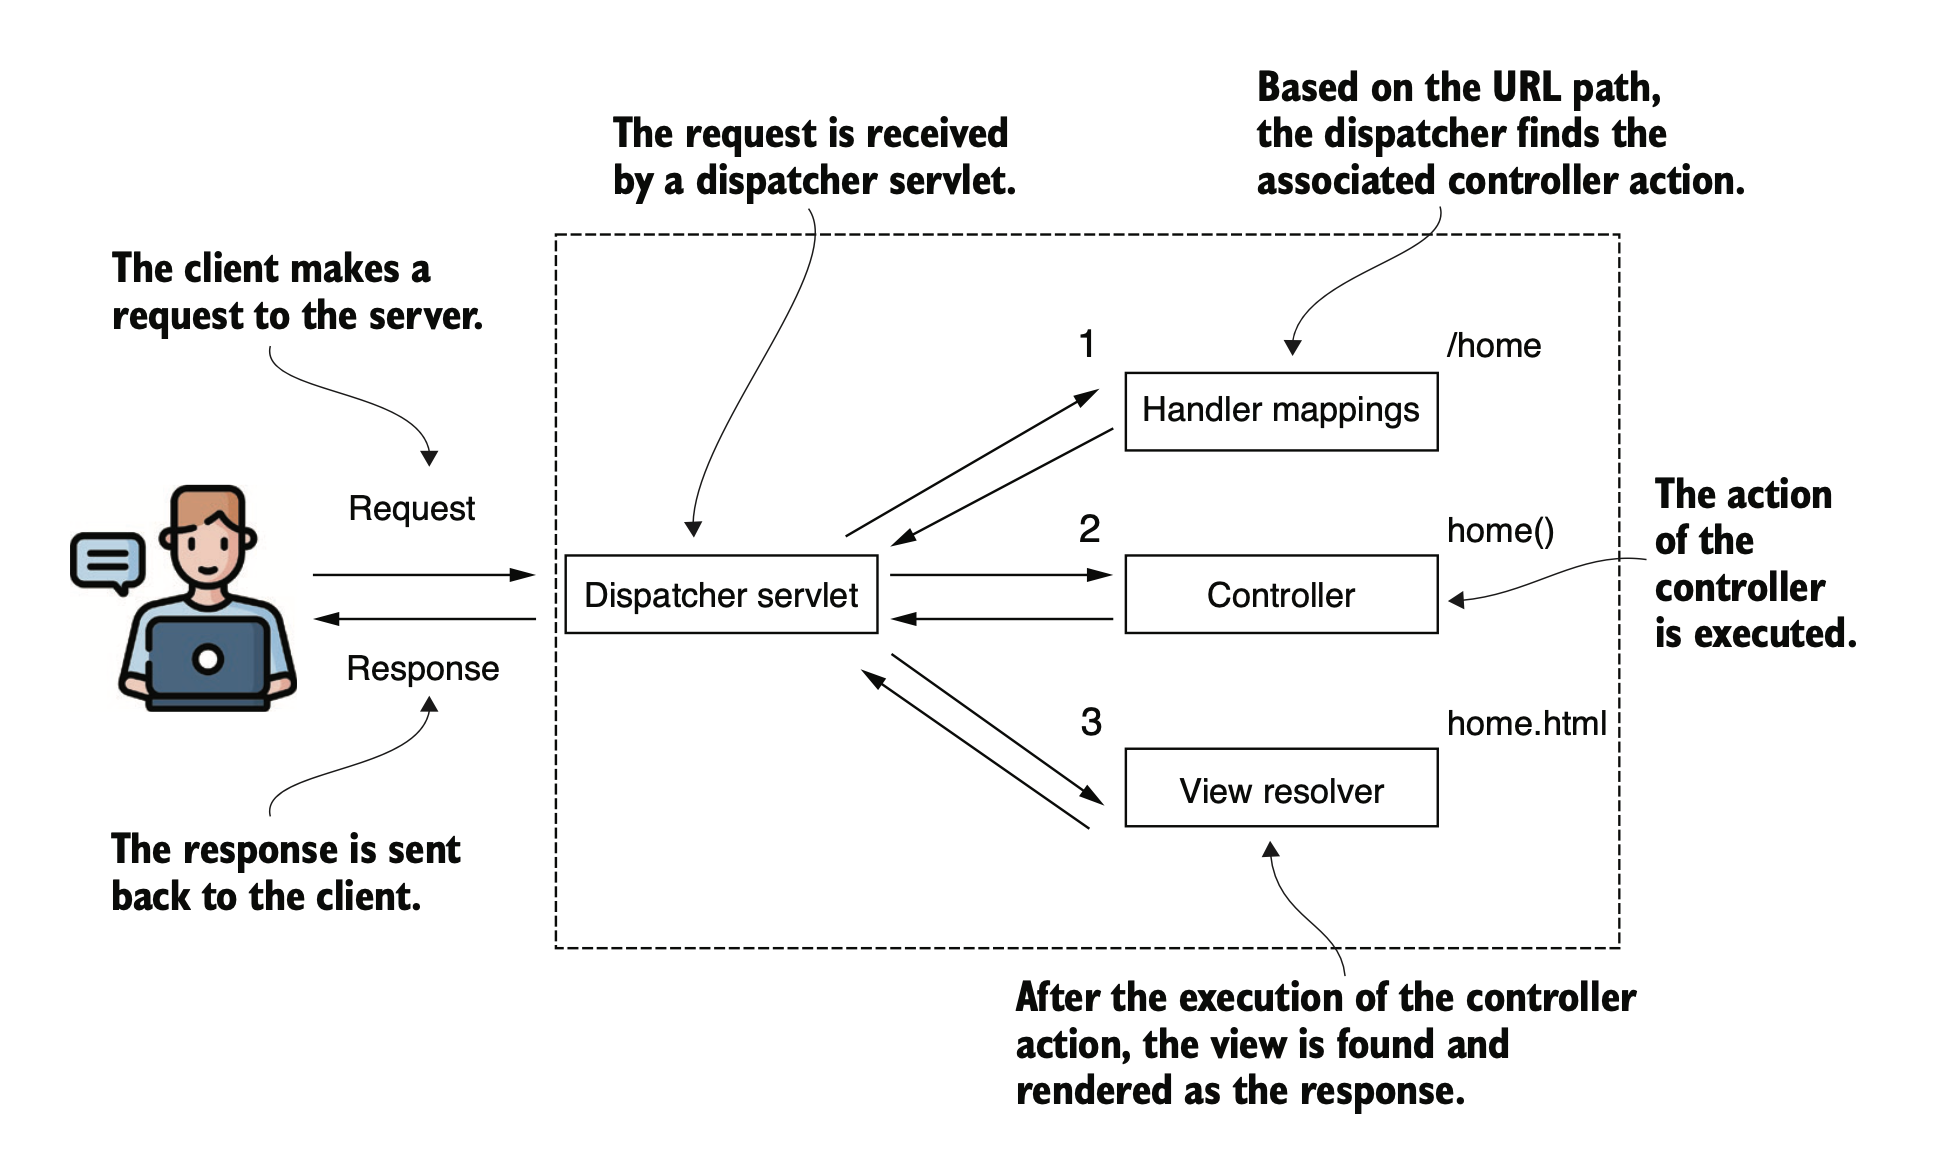 Based on the URL path,
the dispatcher finds the
associated controller action.
The request is received
by a dispatcher servlet.
The client makes a
request to the server.
1
/home
Handler mappings
Request
2
home()
The action
of the
controller
is executed.
Dispatcher servlet
Controller
Response
3
home.html
View resolver
The response is sent
back to the client.
After the execution of the controller
action, the view is found and
rendered as the response.